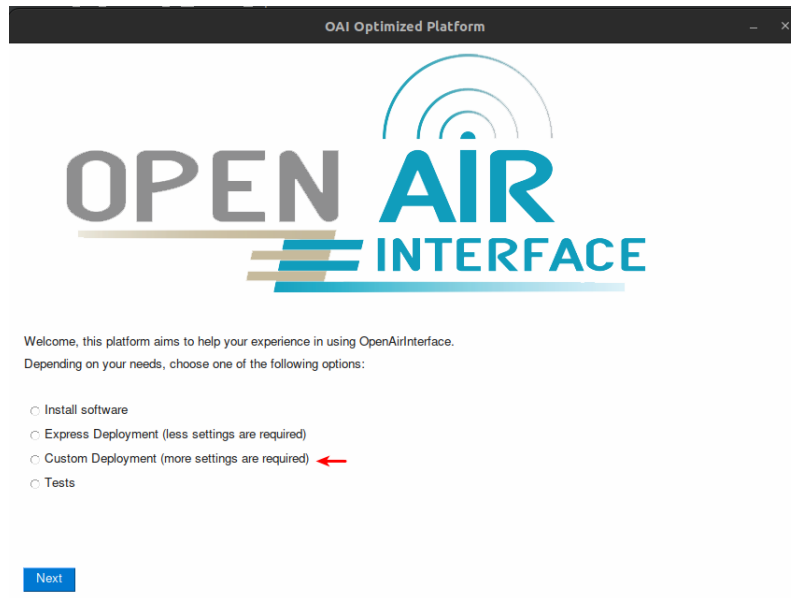 OAI Optimized Platform
OPEN AIR
INTERFACE
Welcome, this platform aims to help your experience in using OpenAirInterface.
Depending on your needs, choose one of the following options:
Install software
Express Deployment (less settings are required)
Custom Deployment (more settings are required)
Tests
Next